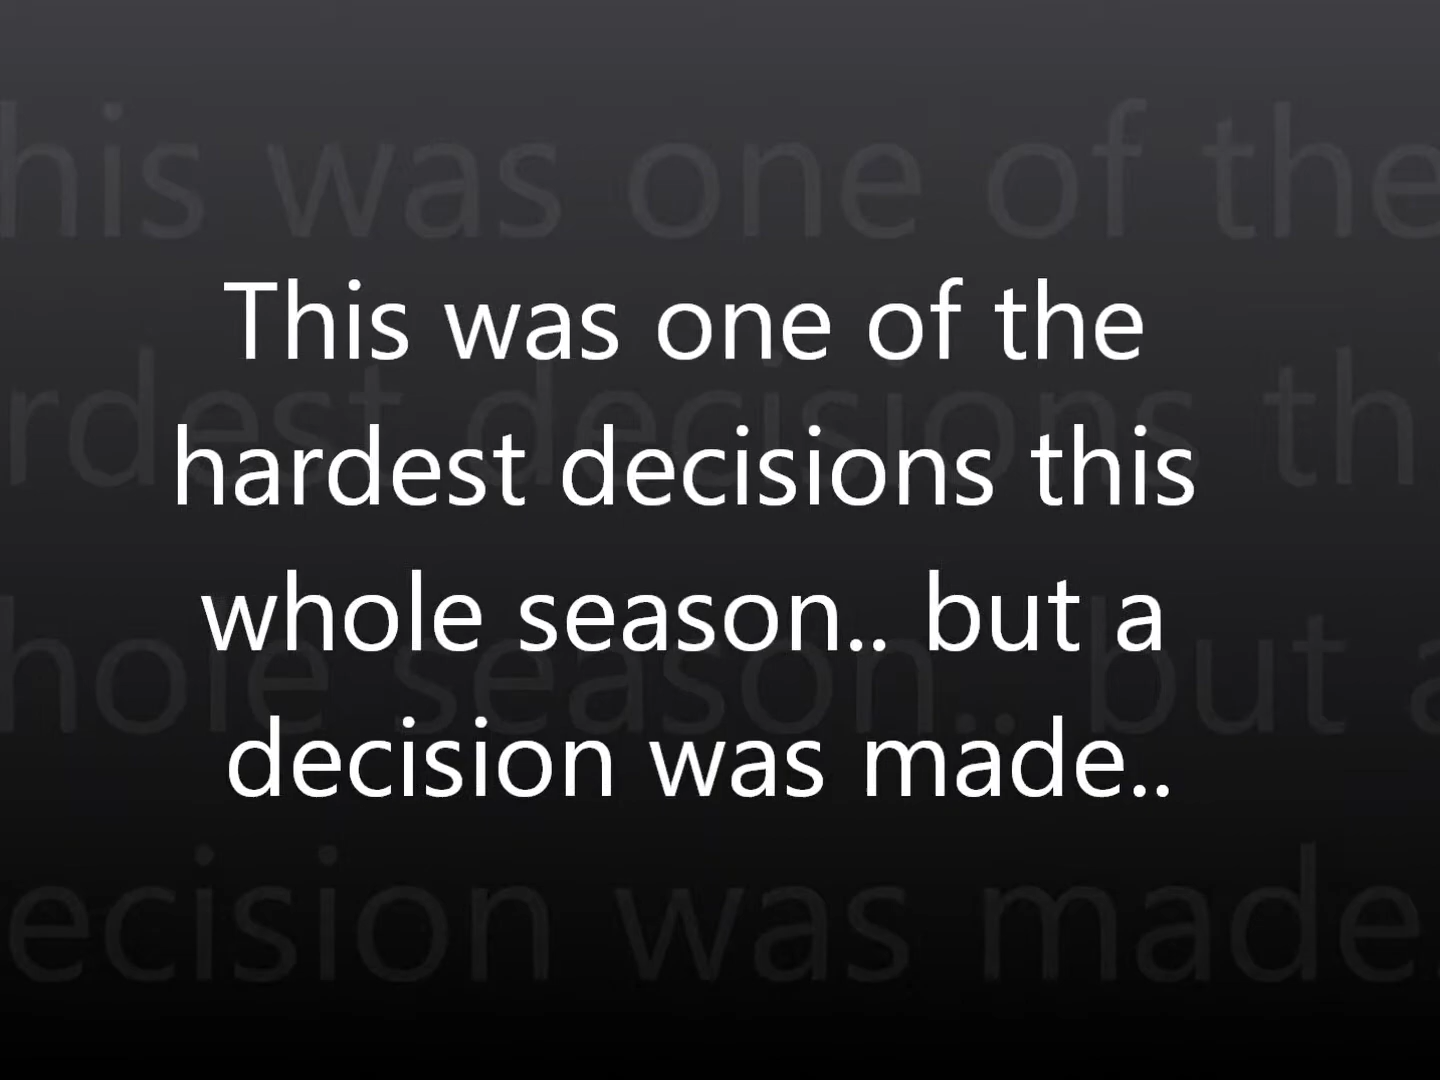 This was one of the
hardest decisions this
whole season.. but a
decision was made..